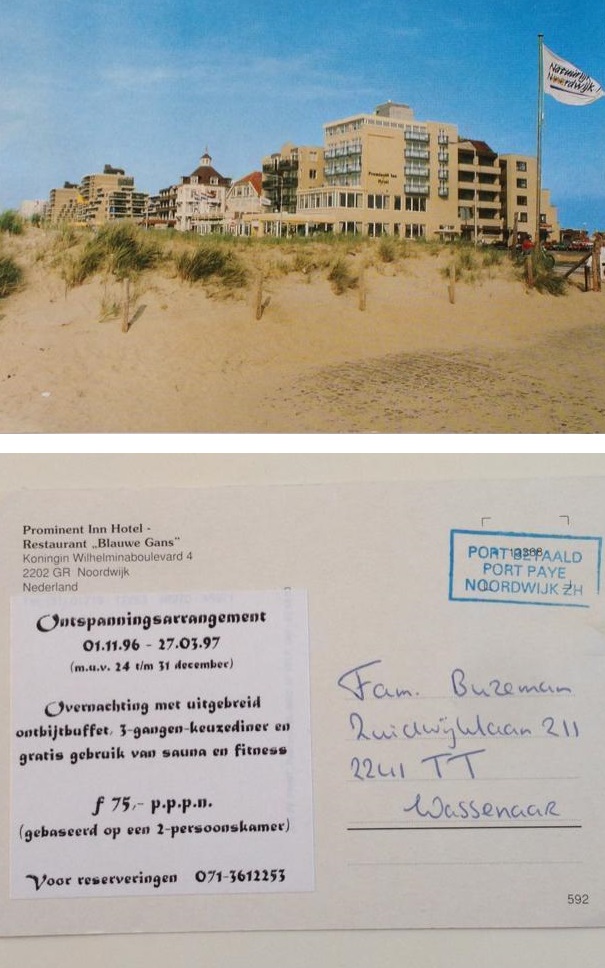 Natuurlijk
Noordwijk!
Prominent Inn
Hotel
Prominent Inn Hotel -
Restaurant „Blauwe Gans"
Koningin Wilhelminaboulevard 4
2202 GR Noordwijk
Nederland
PORT BETAALD
PORT PAYE
NOORDWIJK ZH
Ontspanningsarrangement
01.11.96 - 27.03.97
(m.u.v. 24 t/m 31 december)
Overnachting met uitgebreid
ontbijtbuffet, 3-gangen-keuzediner en
gratis gebruik van sauna en fitness
f 75,- p.p.p.n.
(gebaseerd op een 2-persoonskamer)
Voor reserveringen 071-3612253
Fam. Buzeman
Zuidwijklaan 211
2241 TT
Wassenaar
592